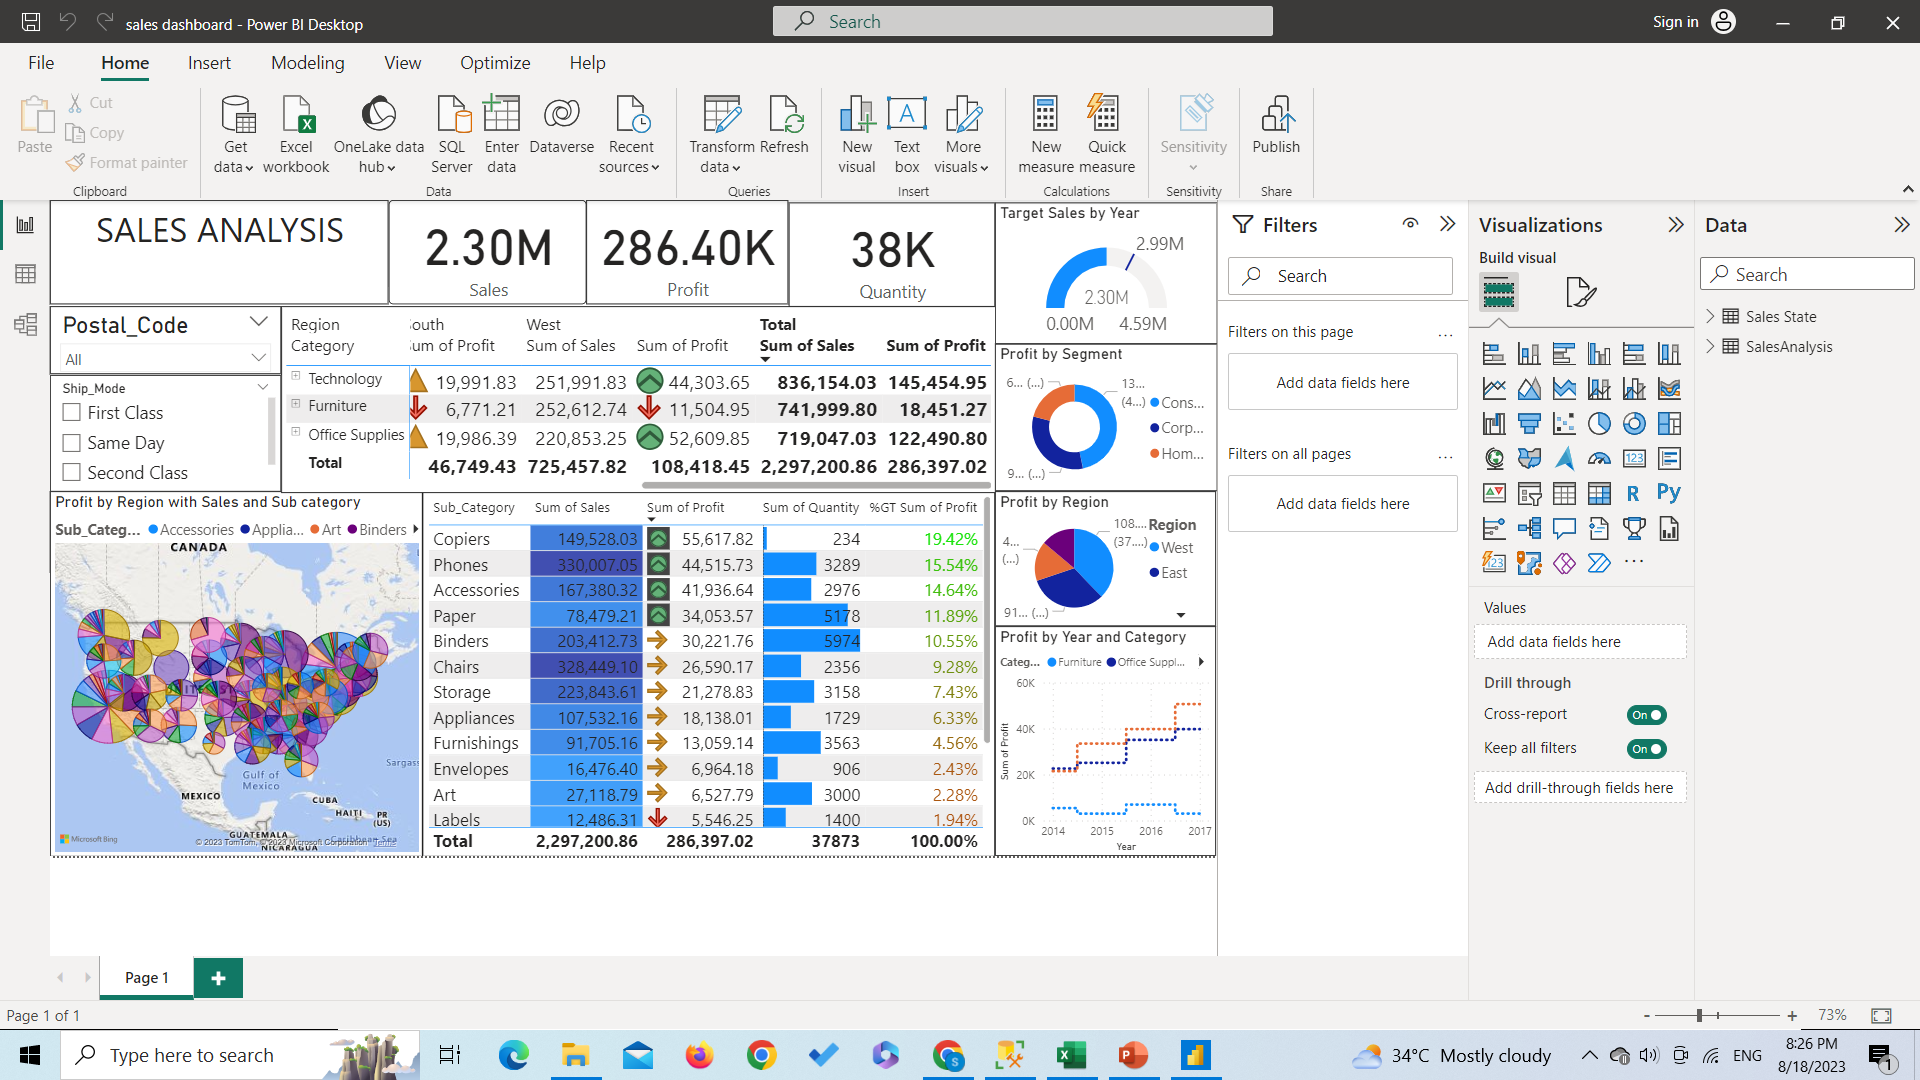 sales dashboard - Power BI Desktop
Search
Sign in
File Home Insert Modeling View Optimize Help
Paste
Cut
Copy
Format painter
Clipboard
Get data
Excel workbook
OneLake data hub
SQL Server
Enter data
Dataverse
Recent sources
Data
Transform data
Refresh
Queries
New visual
Text box
More visuals
Insert
New measure
Quick measure
Calculations
Sensitivity
Sensitivity
Publish
Share
SALES ANALYSIS
2.30M
Sales
286.40K
Profit
38K
Quantity
Target Sales by Year
2.99M
2.30M
0.00M 4.59M
Postal_Code
All
Ship_Mode
First Class
Same Day
Second Class
Region South West Total
Category Sum of Profit Sum of Sales Sum of Profit Sum of Sales Sum of Profit
Technology 19,991.83 251,991.83 44,303.65 836,154.03 145,454.95
Furniture 6,771.21 252,612.74 11,504.95 741,999.80 18,451.27
Office Supplies 19,986.39 220,853.25 52,609.85 719,047.03 122,490.80
Total 46,749.43 725,457.82 108,418.45 2,297,200.86 286,397.02
Profit by Segment
6... (...)
13...
(4...
9... (...)
Cons...
Corp...
Hom...
Profit by Region with Sales and Sub category
Sub_Categ... Accessories Applia... Art Binders
CANADA
Gulf of
Mexico
MEXICO
CUBA
HAITI
PR
(US)
GUATEMALA
NICARAGUA
Sargass
Caribbean Sea
Microsoft Bing
© 2023 TomTom, © 2023 Microsoft Corporation Terms
Sub_Category Sum of Sales Sum of Profit Sum of Quantity %GT Sum of Profit
Copiers 149,528.03 55,617.82 234 19.42%
Phones 330,007.05 44,515.73 3289 15.54%
Accessories 167,380.32 41,936.64 2976 14.64%
Paper 78,479.21 34,053.57 5178 11.89%
Binders 203,412.73 30,221.76 5974 10.55%
Chairs 328,449.10 26,590.17 2356 9.28%
Storage 223,843.61 21,278.83 3158 7.43%
Appliances 107,532.16 18,138.01 1729 6.33%
Furnishings 91,705.16 13,059.14 3563 4.56%
Envelopes 16,476.40 6,964.18 906 2.43%
Art 27,118.79 6,527.79 3000 2.28%
Labels 12,486.31 5,546.25 1400 1.94%
Total 2,297,200.86 286,397.02 37873 100.00%
Profit by Region
108....
(37....)
4...
(...)
91... (...)
Region
West
East
Profit by Year and Category
Categ... Furniture Office Suppl...
60K
40K
20K
0K
Sum of Profit
2014 2015 2016 2017
Year
Filters
Search
Filters on this page ...
Add data fields here
Filters on all pages ...
Add data fields here
Visualizations
Build visual
123
R
Py
123
...
Values
Add data fields here
Drill through
Cross-report On
Keep all filters On
Add drill-through fields here
Data
Search
Sales State
SalesAnalysis
Page 1
+
Page 1 of 1
- + 73%
Type here to search
34°C Mostly cloudy
ENG
8:26 PM
8/18/2023
1